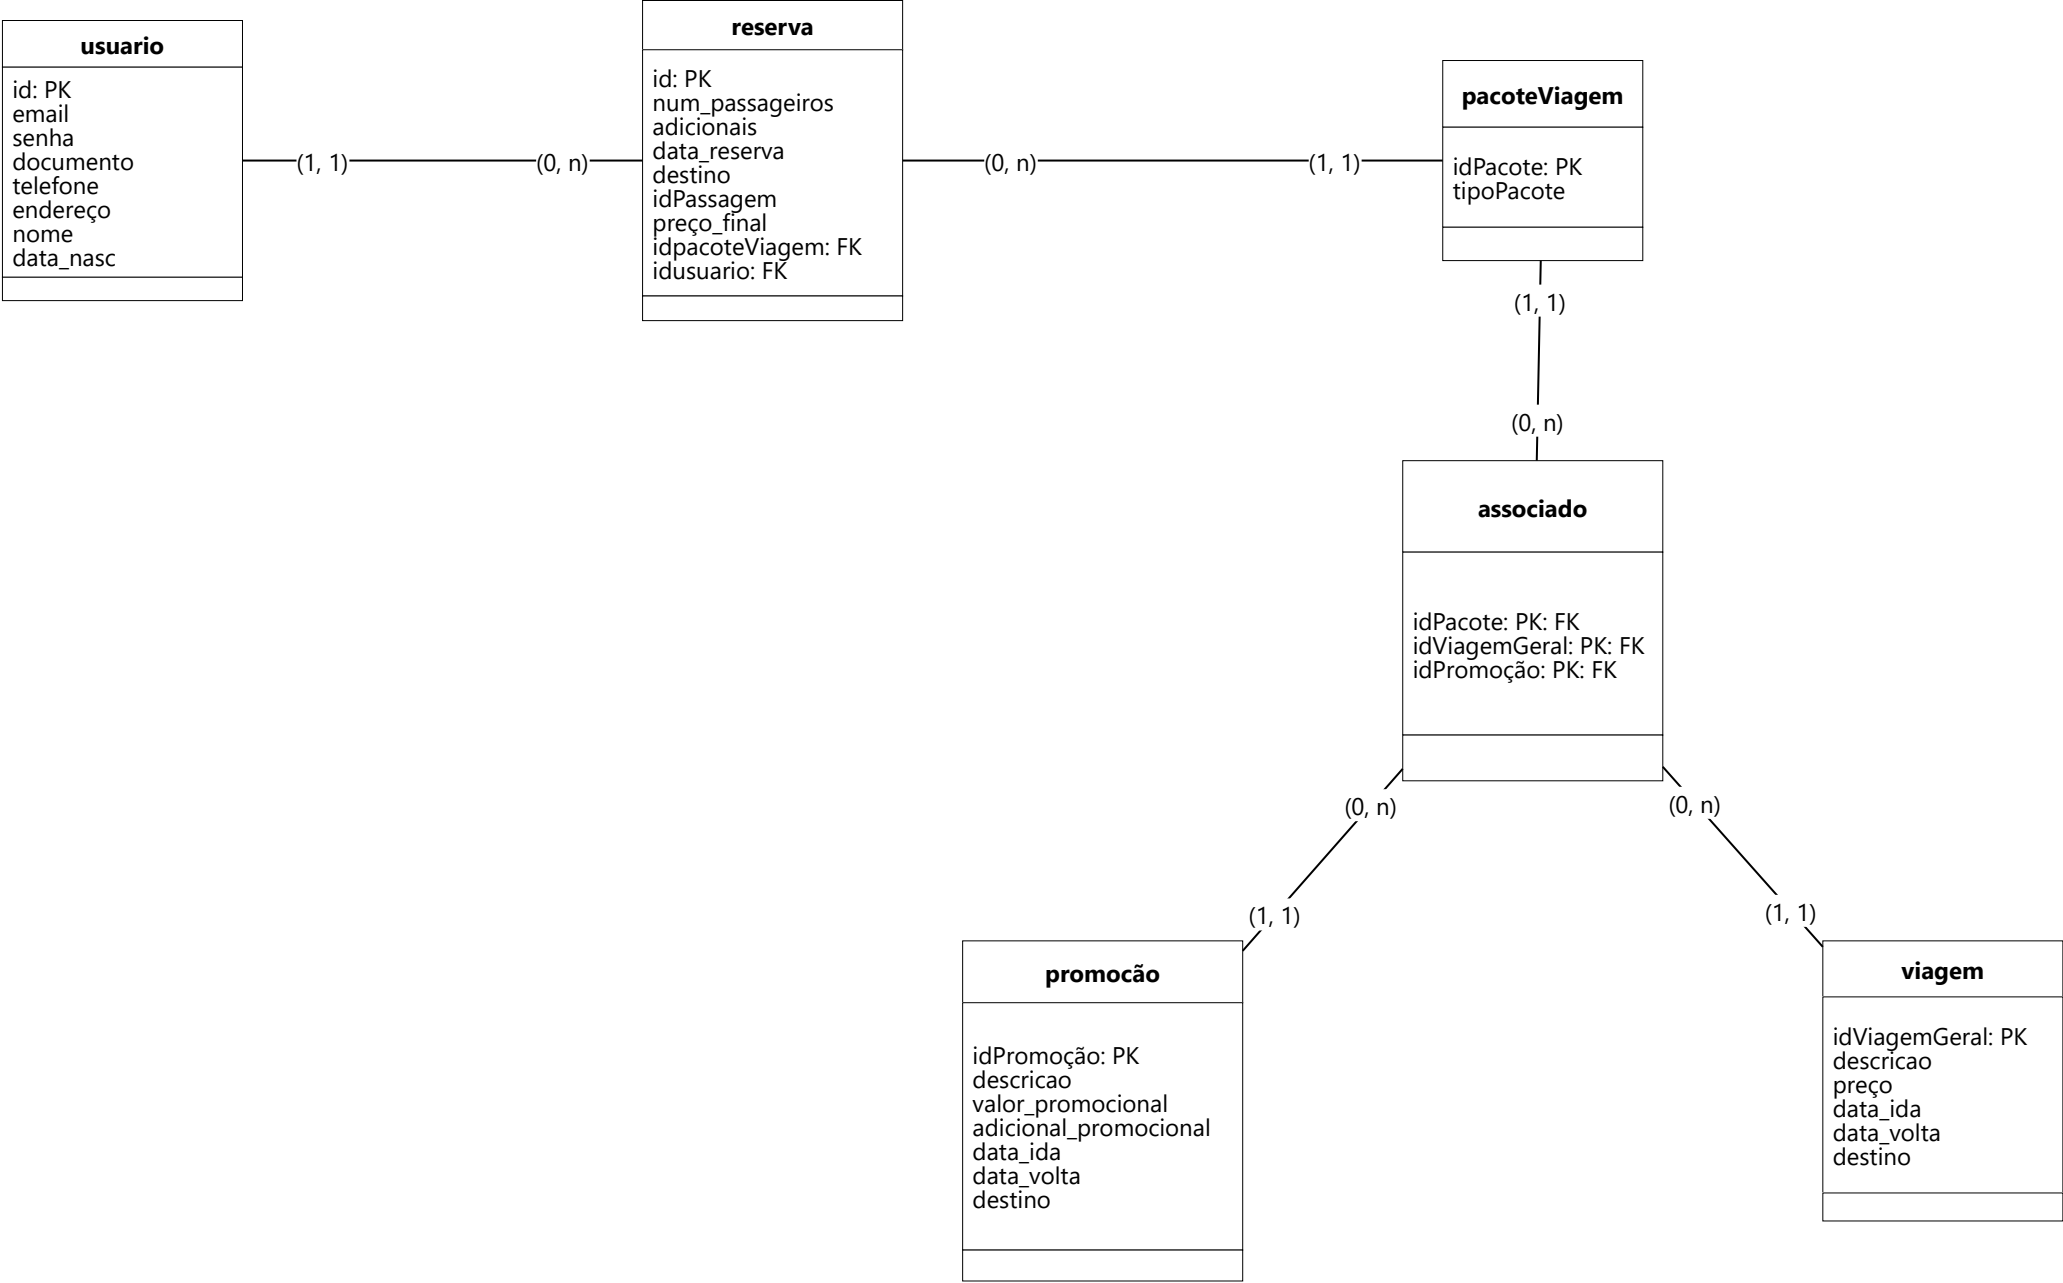 usuario
id: PK
email
senha
documento
telefone
endereço
nome
data_nasc
(1, 1)
(0, n)
reserva
id: PK
num_passageiros
adicionais
data_reserva
destino
idPassagem
preço_final
idpacoteViagem: FK
idusuario: FK
(0, n)
(1, 1)
pacoteViagem
idPacote: PK
tipoPacote
(1, 1)
(0, n)
associado
idPacote: PK: FK
idViagemGeral: PK: FK
idPromoção: PK: FK
(0, n)
(0, n)
(1, 1)
(1, 1)
promocão
idPromoção: PK
descricao
valor_promocional
adicional_promocional
data_ida
data_volta
destino
viagem
idViagemGeral: PK
descricao
preço
data_ida
data_volta
destino